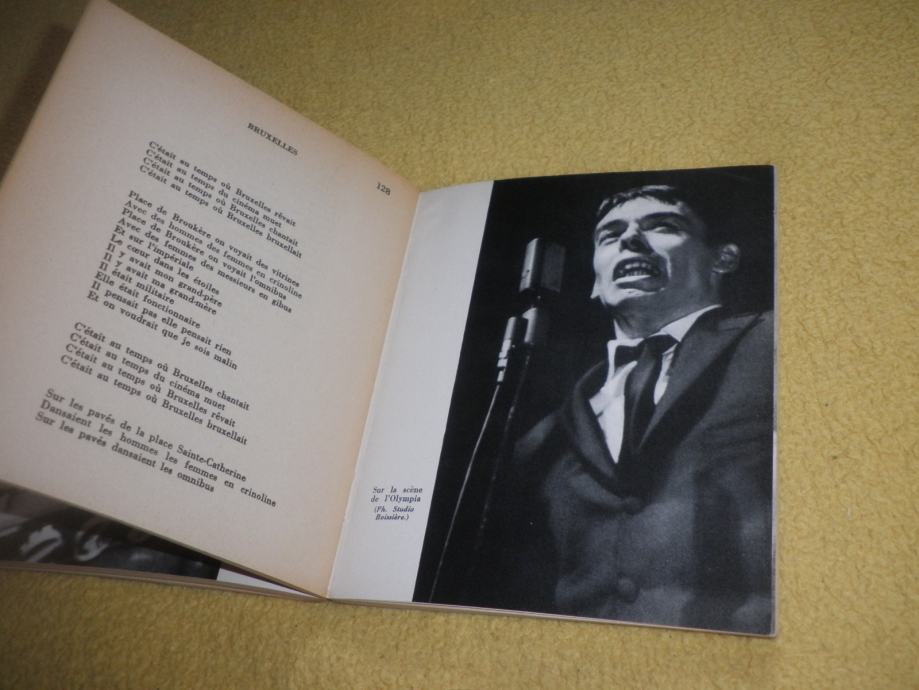 BRUXELLES
128
C'était au temps où Bruxelles rêvait
C'était au temps du cinéma muet
C'était au temps où Bruxelles chantait
C'était au temps où Bruxelles bruxellait
Place de Broukère on voyait des vitrines
Avec des hommes des femmes en crinoline
Place de Broukère on voyait l'omnibus
Avec des femmes des messieurs en gibus
Et sur l'impériale
Le cœur dans les étoiles
Il y avait mon grand-père
Il y avait ma grand-mère
Il était militaire
Elle était fonctionnaire
Il pensait pas elle pensait rien
Et on voudrait que je sois malin
C'était au temps où Bruxelles chantait
C'était au temps du cinéma muet
C'était au temps où Bruxelles rêvait
C'était au temps où Bruxelles bruxellait
Sur les pavés de la place Sainte-Catherine
Dansaient les hommes les femmes en crinoline
Sur les pavés dansaient les omnibus
Sur la scène
de l'Olympia
(Ph. Studio
Boissière.)